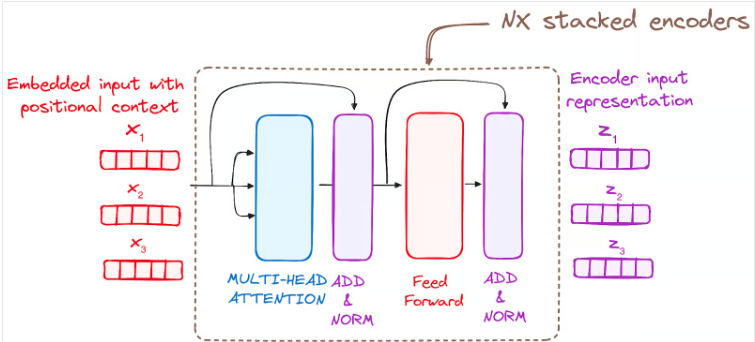 NX stacked encoders
Embedded input with
positional context
x1
x2
x3
MULTI-HEAD
ATTENTION
ADD
&
NORM
Feed
Forward
ADD
&
NORM
Encoder input
representation
z1
z2
z3